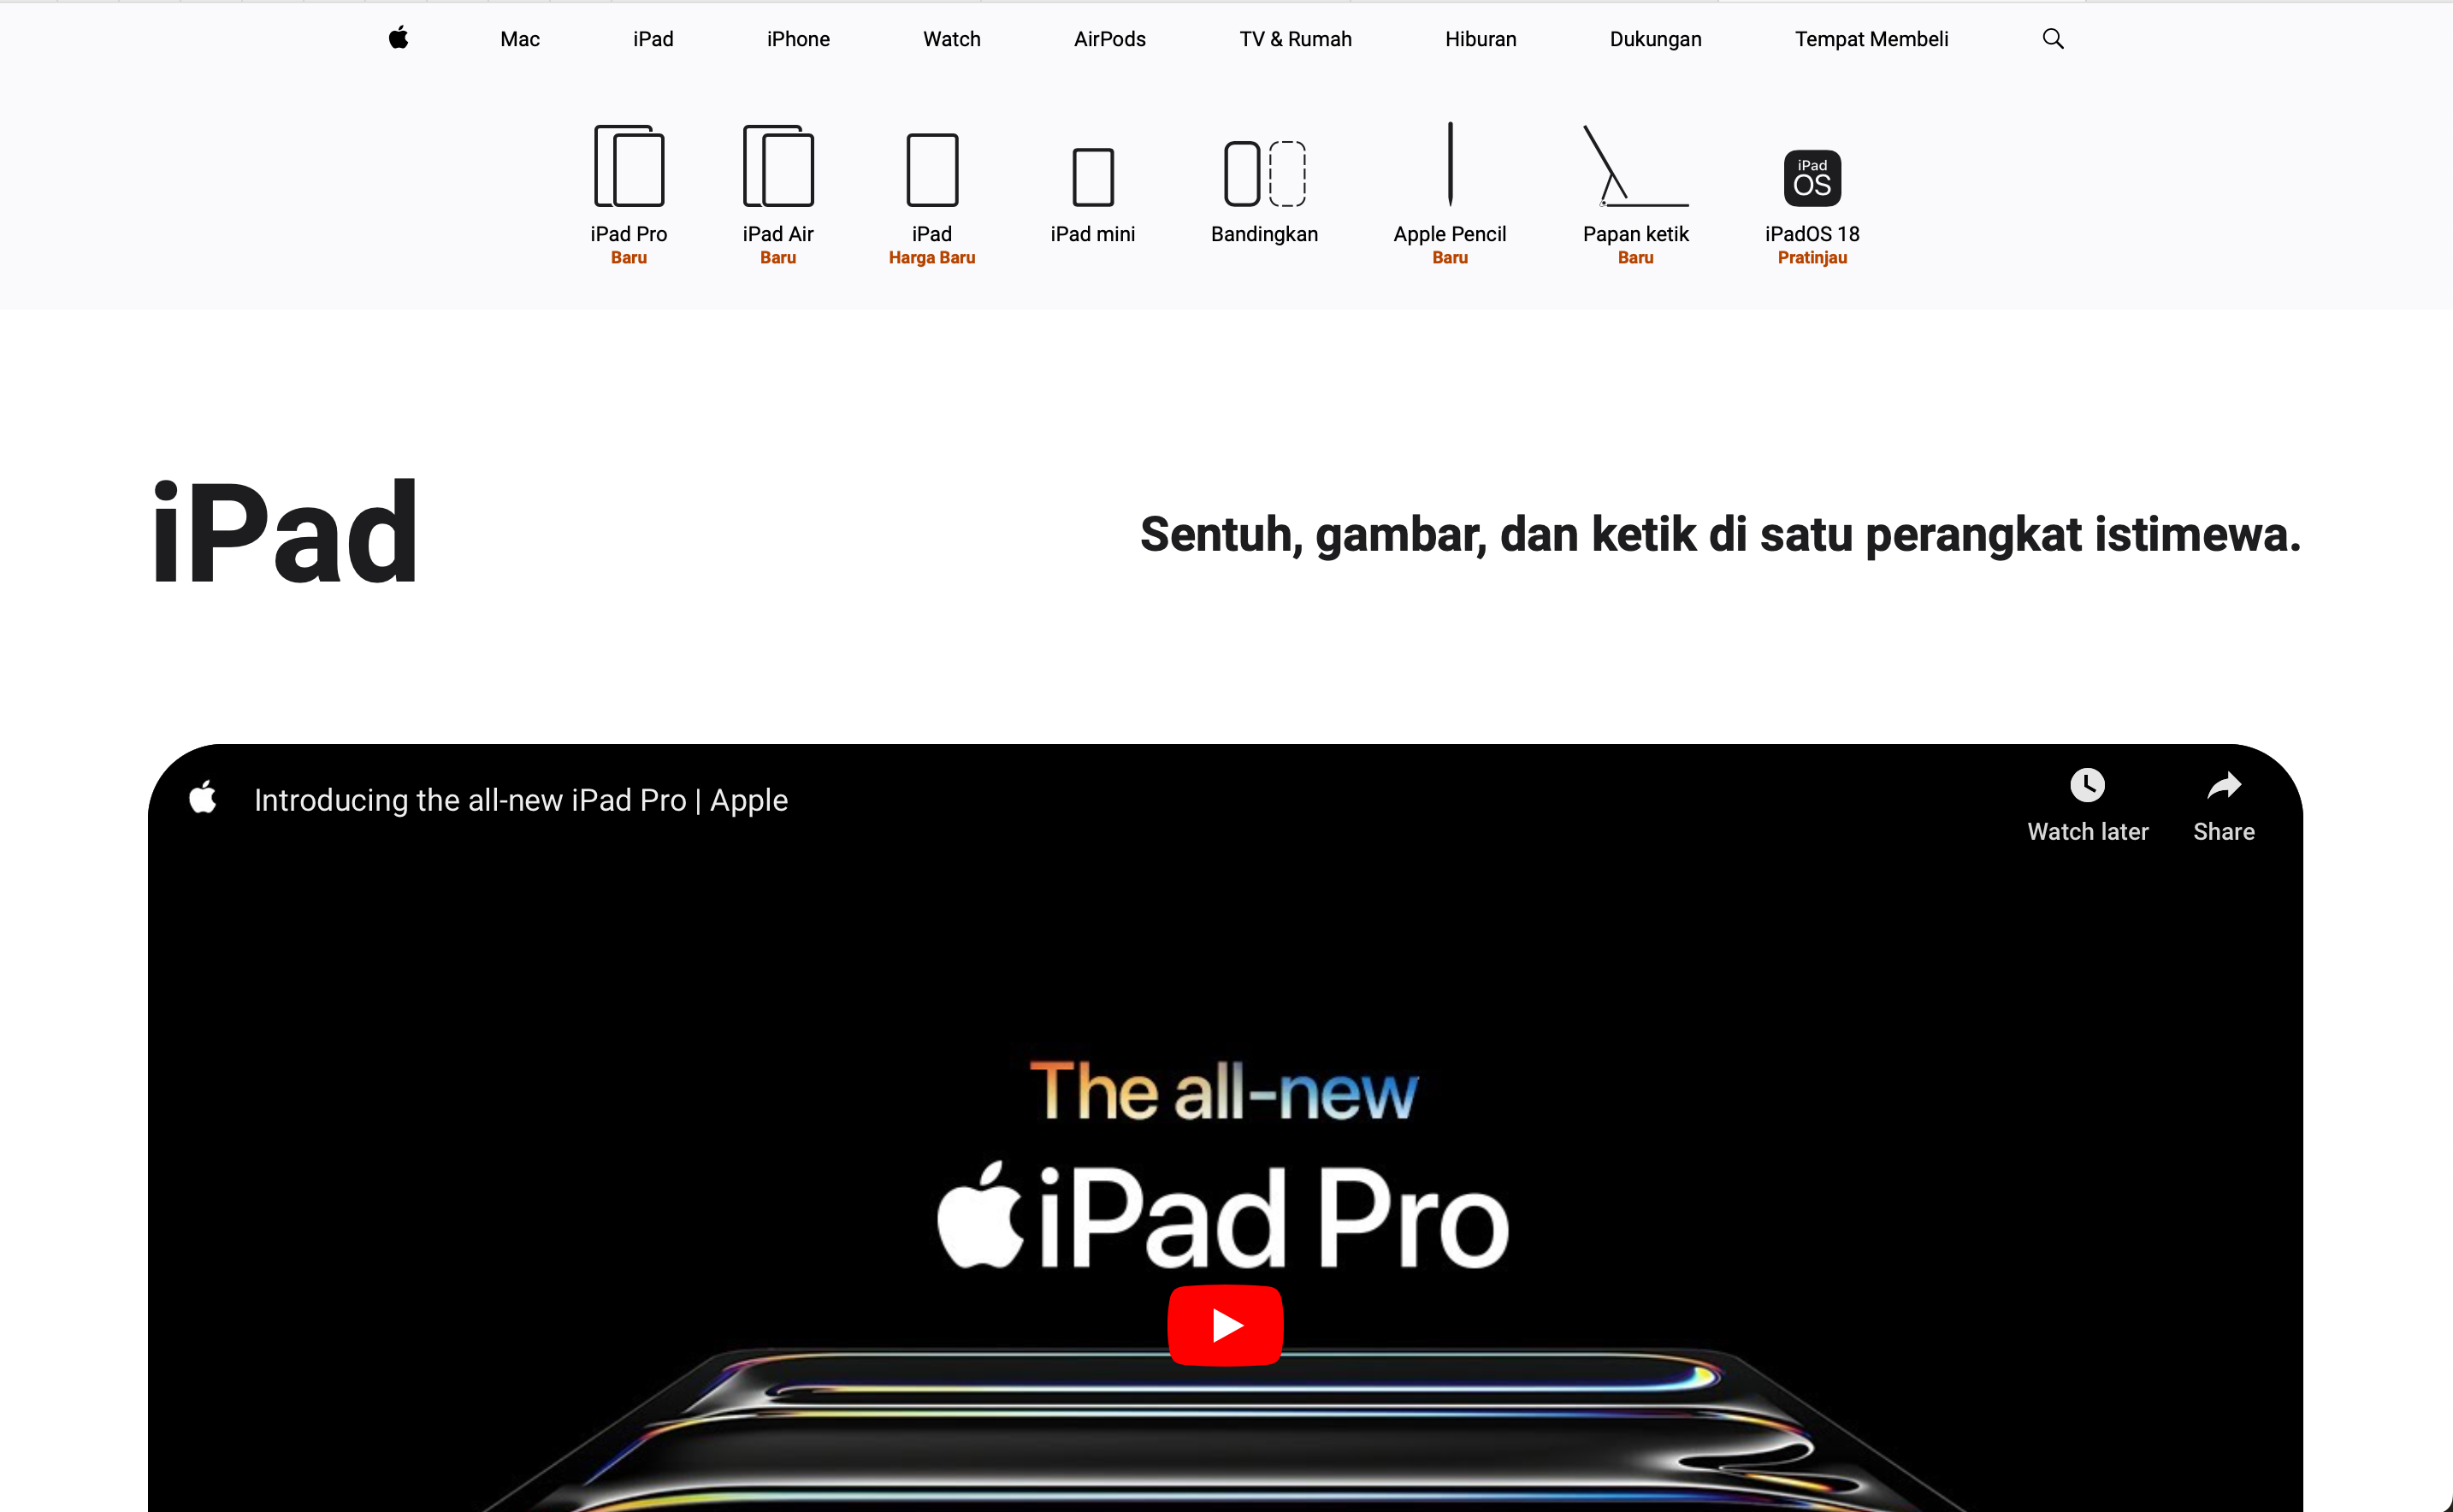 Mac iPad iPhone Watch AirPods TV & Rumah Hiburan Dukungan Tempat Membeli
iPad
OS
iPad Pro iPad Air iPad iPad mini Bandingkan Apple Pencil Papan ketik iPadOS 18
Baru Baru Harga Baru Baru Baru Pratinjau
iPad
Sentuh, gambar, dan ketik di satu perangkat istimewa.
Introducing the all-new iPad Pro | Apple
Watch later Share
The all-new
iPad Pro